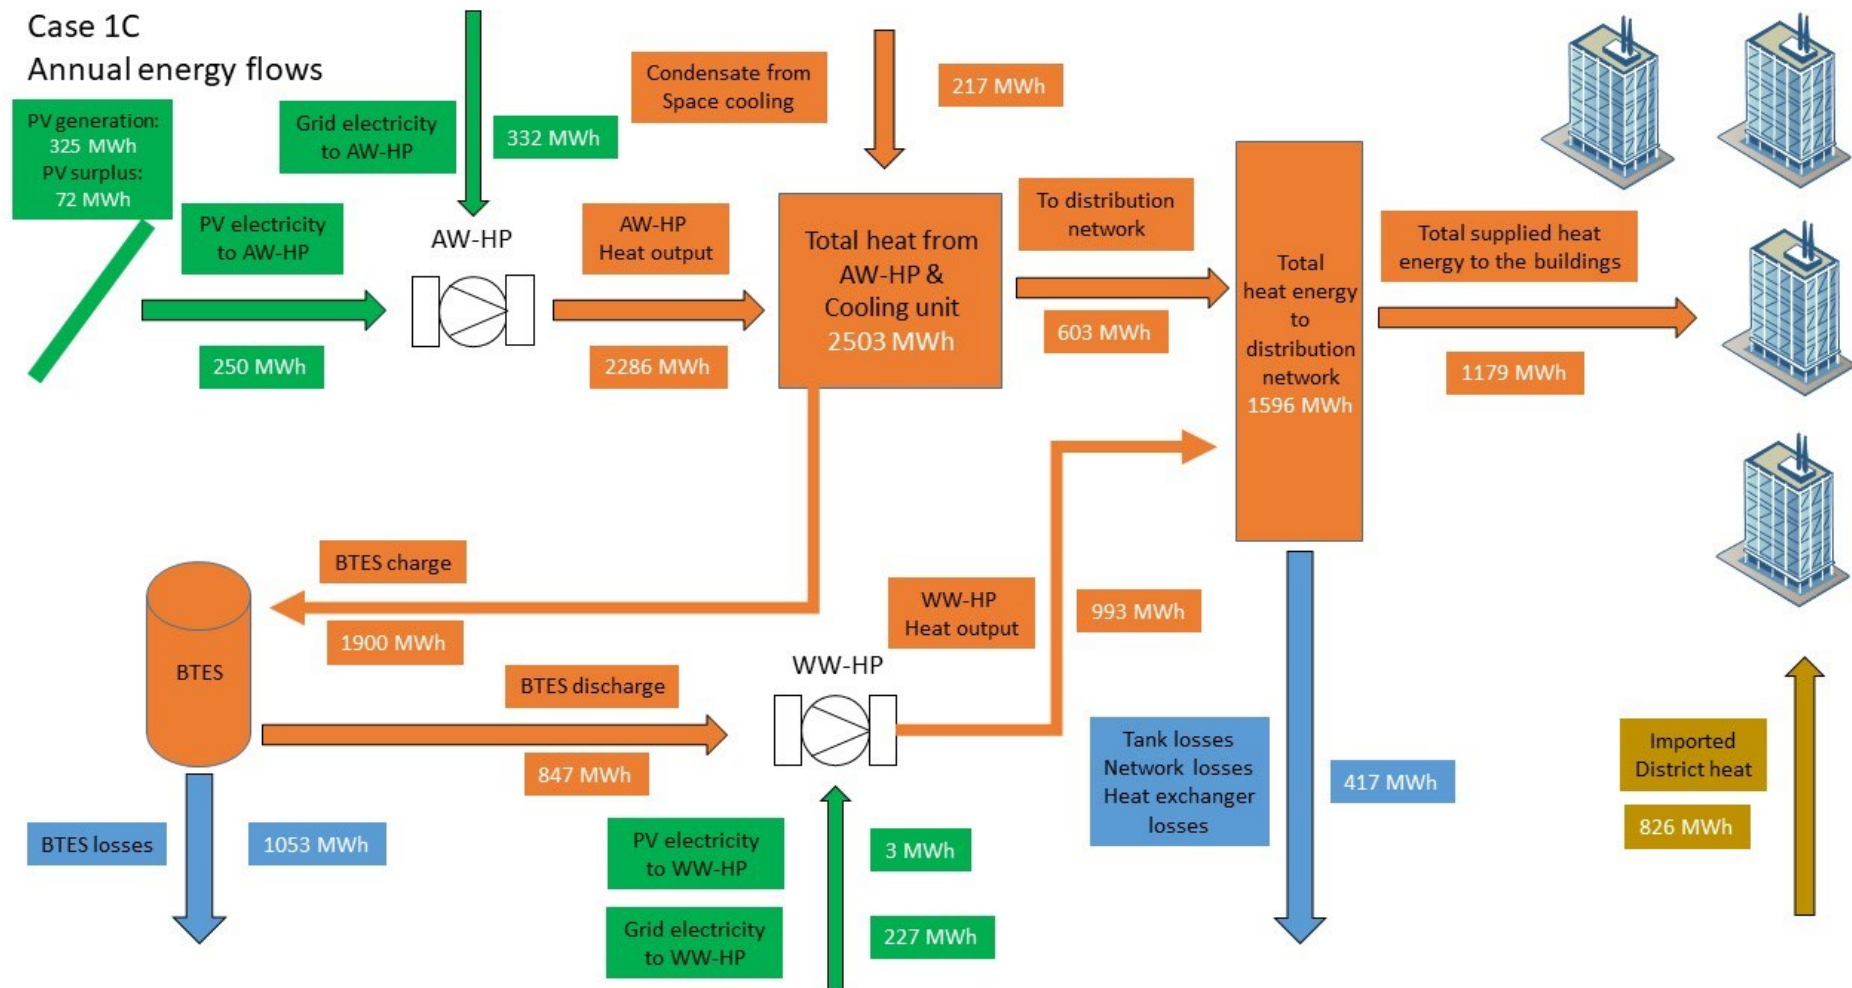 Case 1C
Annual energy flows
PV generation:
325 MWh
PV surplus:
72 MWh
Grid electricity
to AW-HP
332 MWh
Condensate from
Space cooling
217 MWh
PV electricity
to AW-HP
250 MWh
AW-HP
AW-HP
Heat output
2286 MWh
Total heat from
AW-HP &
Cooling unit
2503 MWh
To distribution
network
603 MWh
Total
heat energy
to
distribution
network
1596 MWh
Total supplied heat
energy to the buildings
1179 MWh
BTES charge
1900 MWh
BTES
BTES discharge
847 MWh
WW-HP
WW-HP
Heat output
993 MWh
BTES losses
1053 MWh
PV electricity
to WW-HP
3 MWh
Grid electricity
to WW-HP
227 MWh
Tank losses
Network losses
Heat exchanger
losses
417 MWh
Imported
District heat
826 MWh